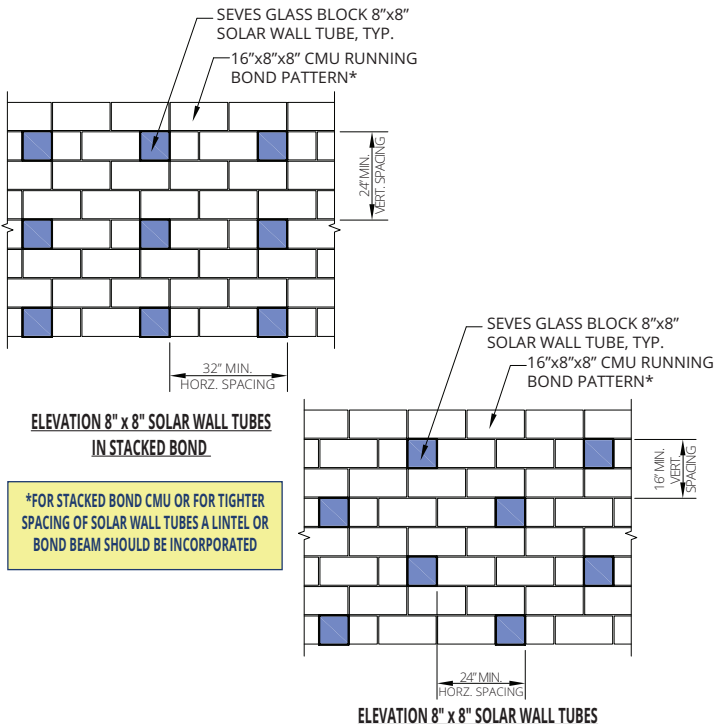 SEVES GLASS BLOCK 8”x8”
SOLAR WALL TUBE, TYP.
16”x8”x8” CMU RUNNING
BOND PATTERN*
24” MIN.
VERT. SPACING
32” MIN.
HORZ. SPACING
ELEVATION 8" x 8" SOLAR WALL TUBES
IN STACKED BOND
*FOR STACKED BOND CMU OR FOR TIGHTER
SPACING OF SOLAR WALL TUBES A LINTEL OR
BOND BEAM SHOULD BE INCORPORATED
SEVES GLASS BLOCK 8”x8”
SOLAR WALL TUBE, TYP.
16”x8”x8” CMU RUNNING
BOND PATTERN*
16” MIN.
VERT.
SPACING
24” MIN.
HORZ. SPACING
ELEVATION 8" x 8" SOLAR WALL TUBES